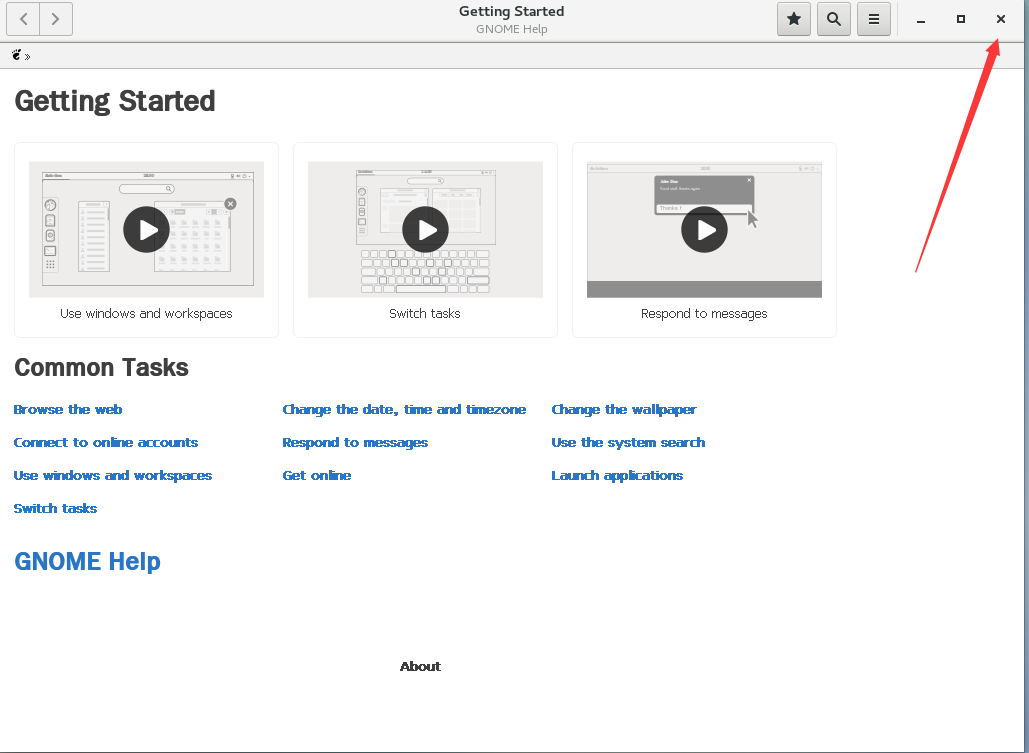 Getting Started
GNOME Help
»
Getting Started
Use windows and workspaces
Switch tasks
Thanks !
Respond to messages
Common Tasks
Browse the web
Change the date, time and timezone
Change the wallpaper
Connect to online accounts
Respond to messages
Use the system search
Use windows and workspaces
Get online
Launch applications
Switch tasks
GNOME Help
About